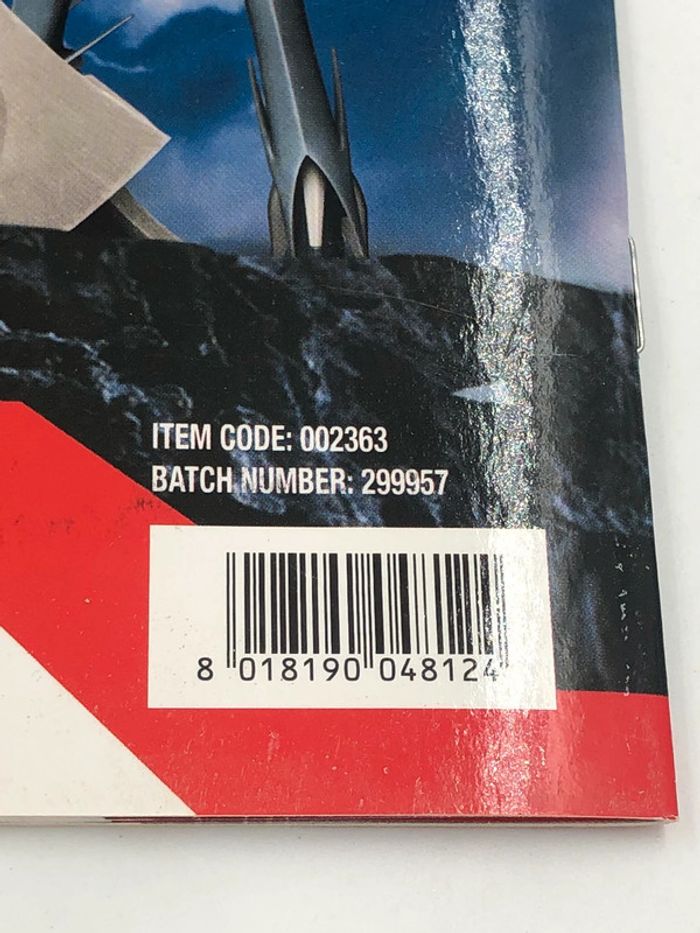 ITEM CODE: 002363
BATCH NUMBER: 299957
8 018190 048124